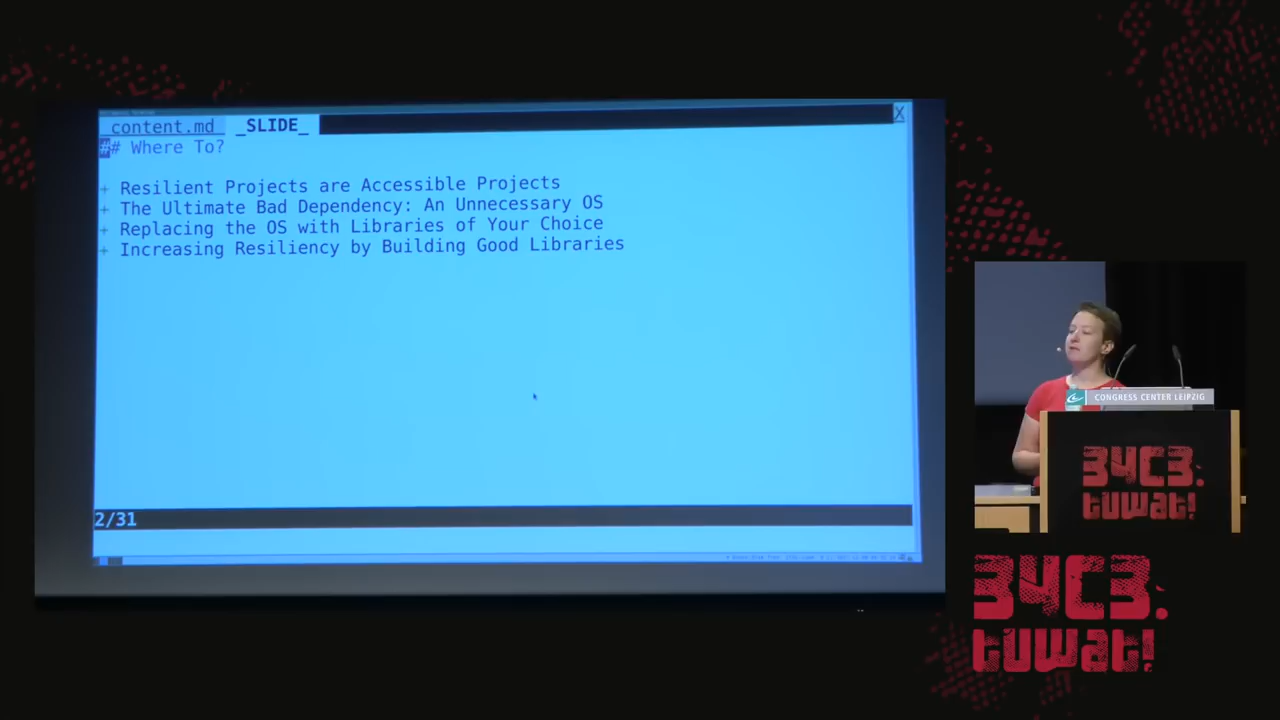 content.md _SLIDE_ X
## Where To?
+ Resilient Projects are Accessible Projects
+ The Ultimate Bad Dependency: An Unnecessary OS
+ Replacing the OS with Libraries of Your Choice
+ Increasing Resiliency by Building Good Libraries
2/31
CONGRESS CENTER LEIPZIG
34C3.
tuwat!
34C3.
tuwat!